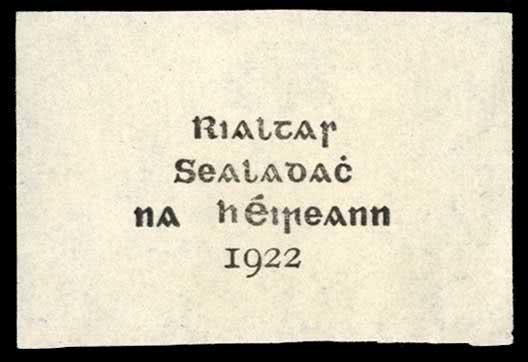 Rialtas
Sealadaċ
na hÉireann
1922